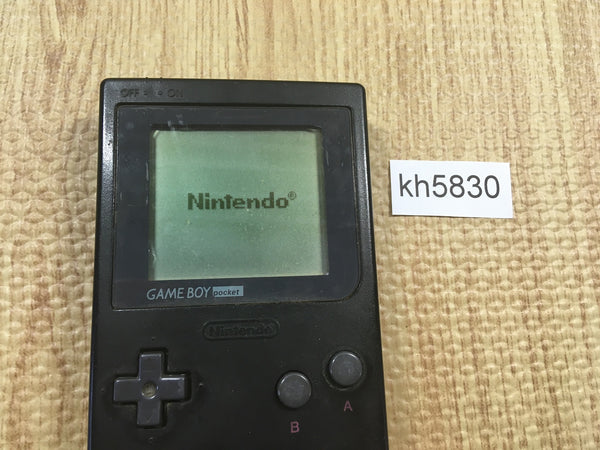 OFF ON
Nintendo®
kh5830
GAME BOY pocket
Nintendo
B
A